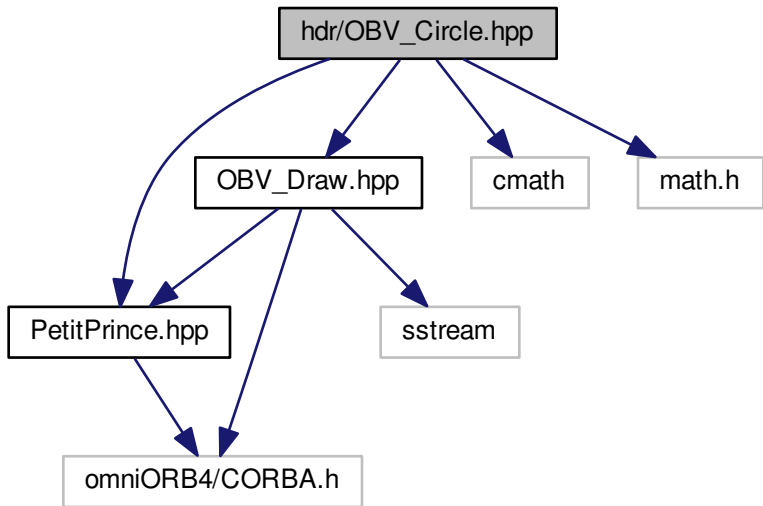 hdr/OBV_Circle.hpp
OBV_Draw.hpp
cmath
math.h
PetitPrince.hpp
sstream
omniORB4/CORBA.h